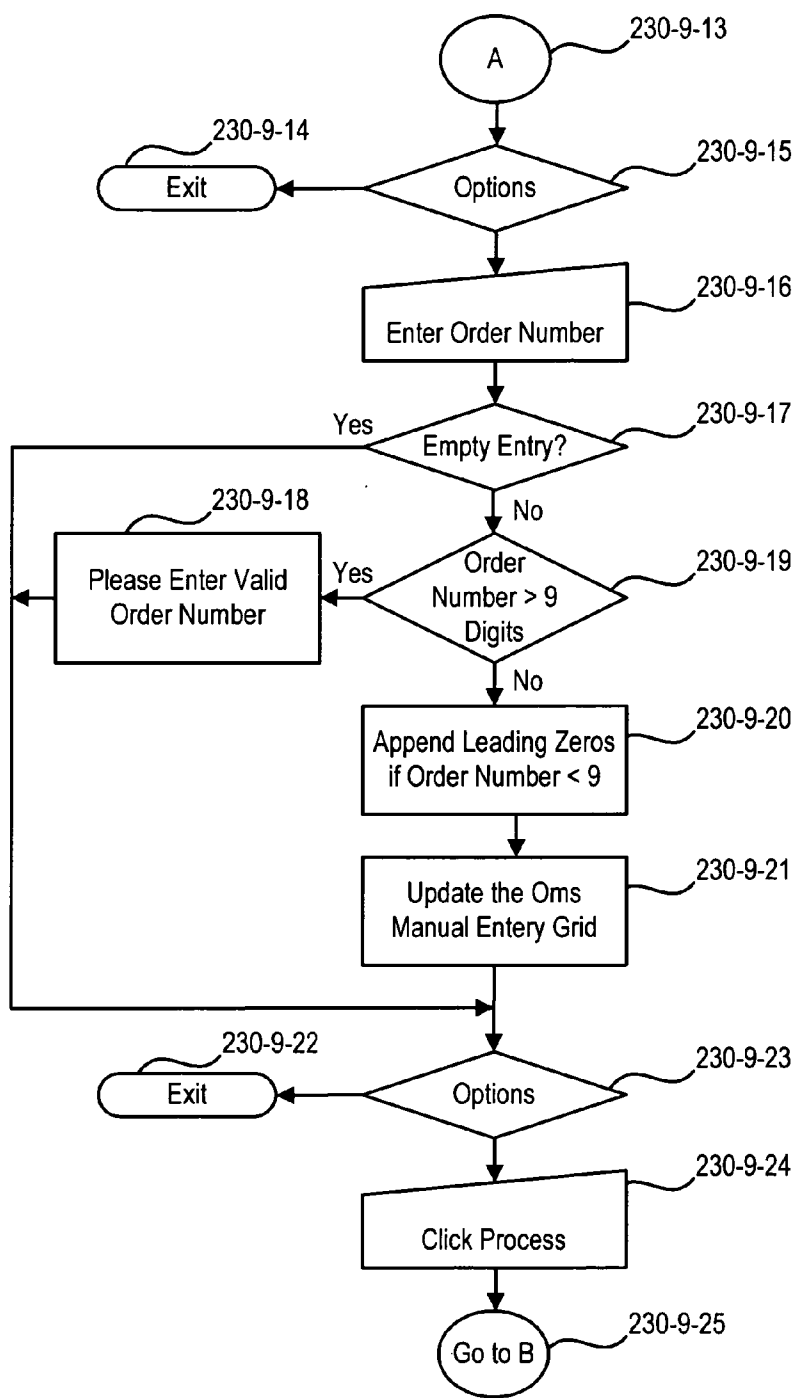 230-9-13
A
230-9-14
230-9-15
Exit
Options
230-9-16
Enter Order Number
230-9-17
Yes
Empty Entry?
No
230-9-18
230-9-19
Please Enter Valid
Order Number
Yes
Order
Number > 9
Digits
No
230-9-20
Append Leading Zeros
if Order Number < 9
230-9-21
Update the Oms
Manual Entery Grid
230-9-22
230-9-23
Exit
Options
230-9-24
Click Process
230-9-25
Go to B